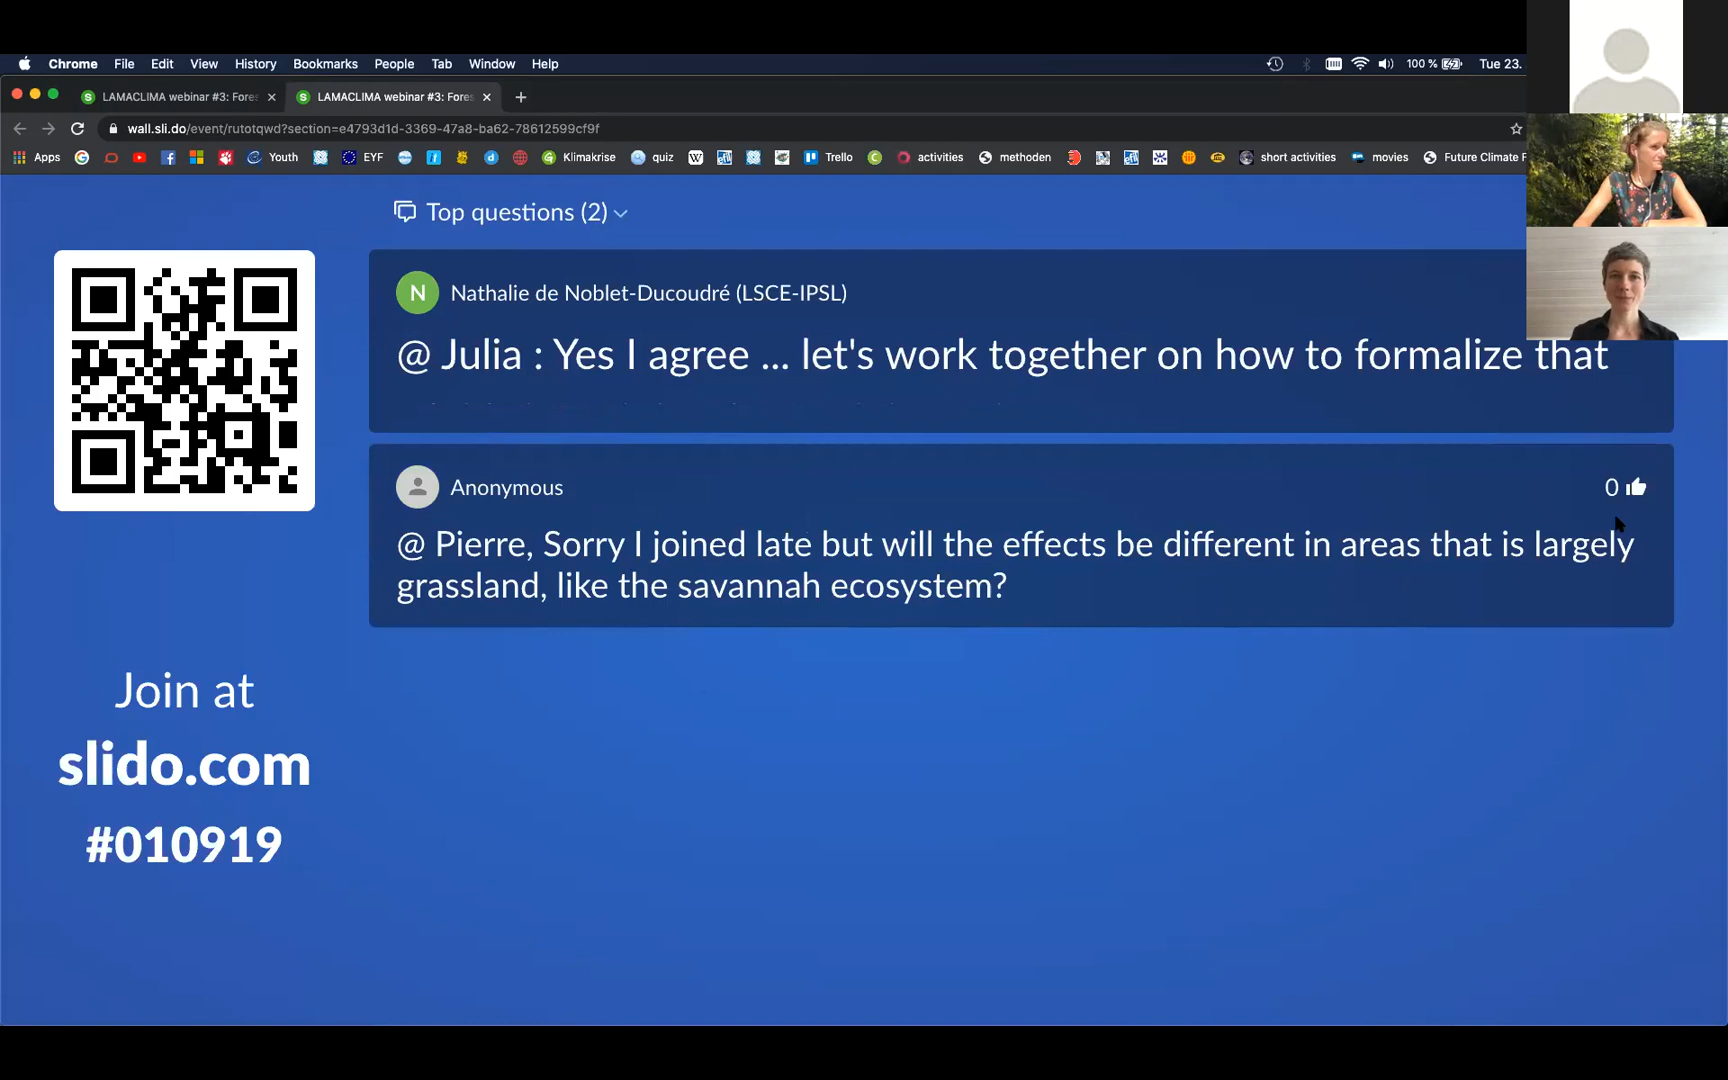 Chrome File Edit View History Bookmarks People Tab Window Help 100 % Tue 23.
LAMACLIMA webinar #3: Fores LAMACLIMA webinar #3: Fores
wall.sli.do/event/rutotqwd?section=e4793d1d-3369-47a8-ba62-78612599cf9f
Apps Youth EYF Klimakrise quiz Trello activities methoden short activities movies Future Climate F
Top questions (2)
N Nathalie de Noblet-Ducoudré (LSCE-IPSL)
@ Julia : Yes I agree ... let's work together on how to formalize that
Anonymous 0
@ Pierre, Sorry I joined late but will the effects be different in areas that is largely
grassland, like the savannah ecosystem?
Join at
slido.com
#010919